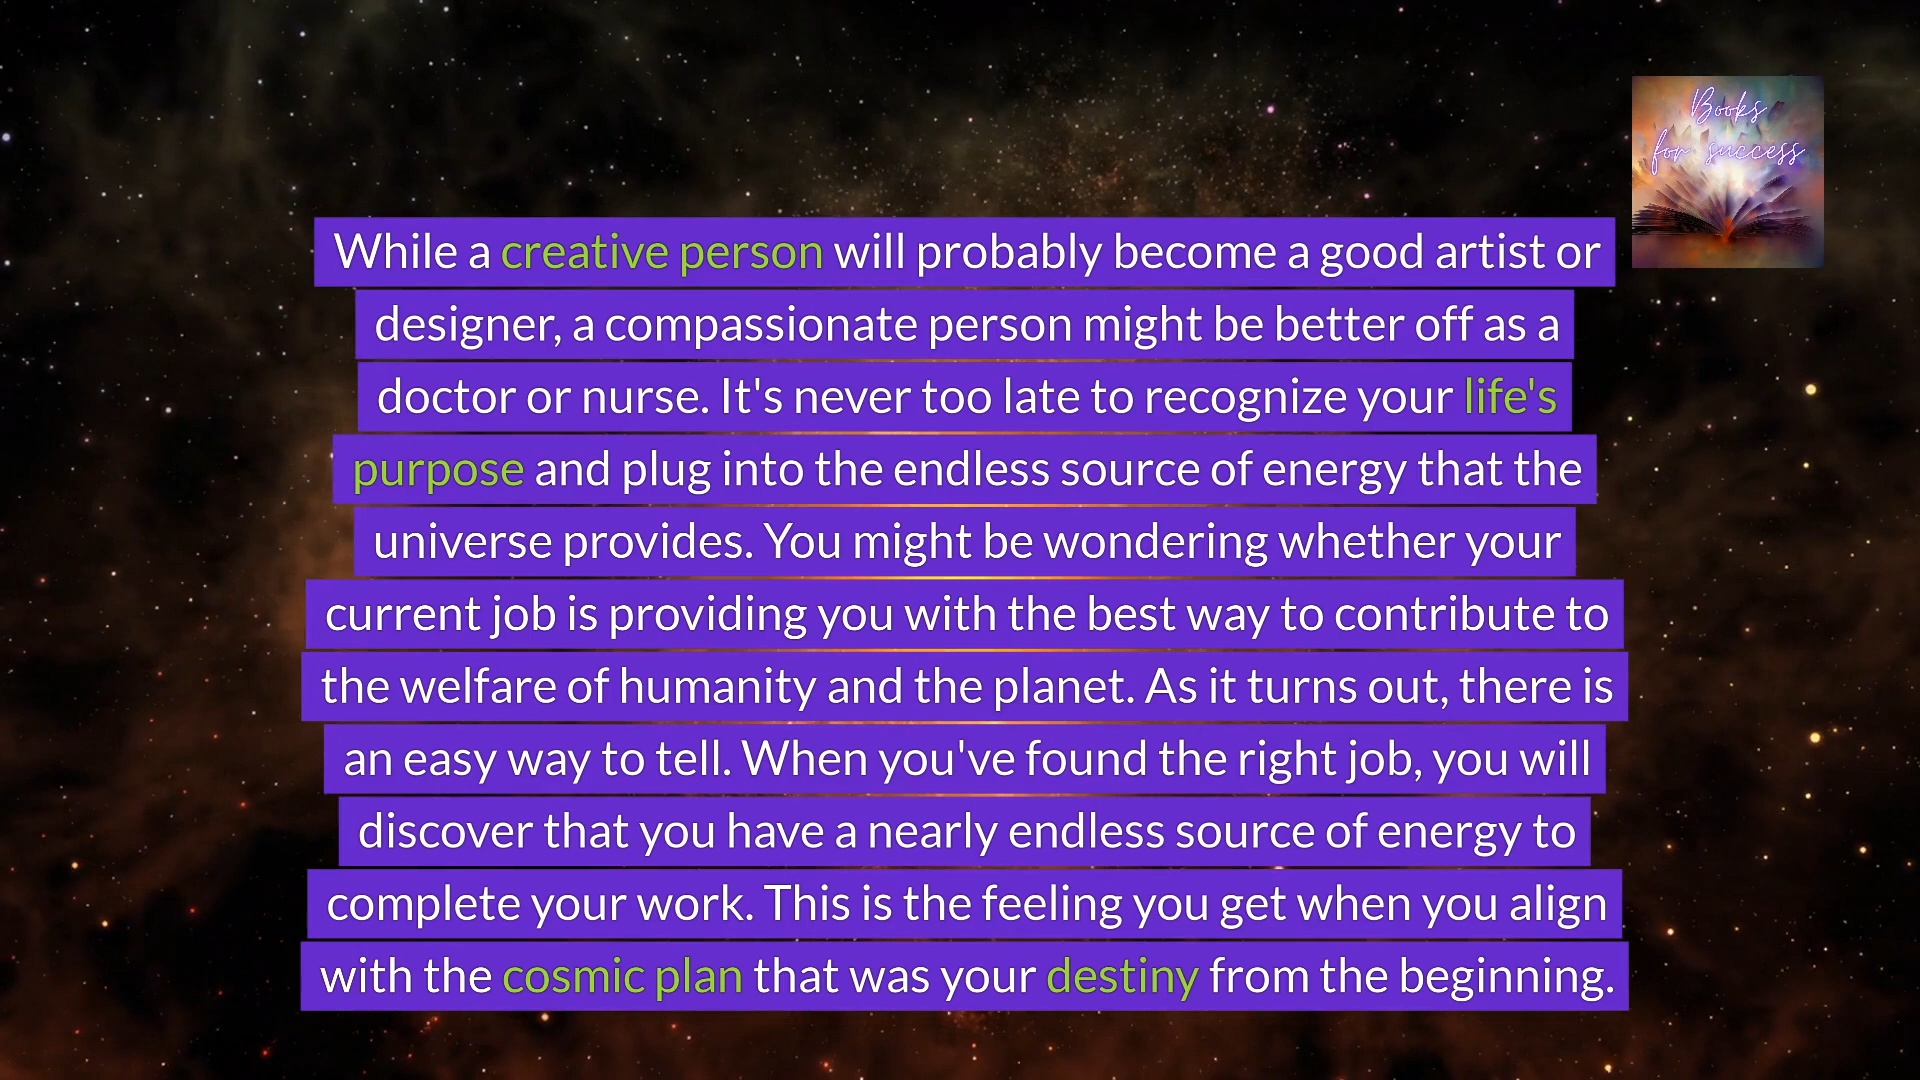 Books
for success
While a creative person will probably become a good artist or
designer, a compassionate person might be better off as a
doctor or nurse. It's never too late to recognize your life's
purpose and plug into the endless source of energy that the
universe provides. You might be wondering whether your
current job is providing you with the best way to contribute to
the welfare of humanity and the planet. As it turns out, there is
an easy way to tell. When you've found the right job, you will
discover that you have a nearly endless source of energy to
complete your work. This is the feeling you get when you align
with the cosmic plan that was your destiny from the beginning.